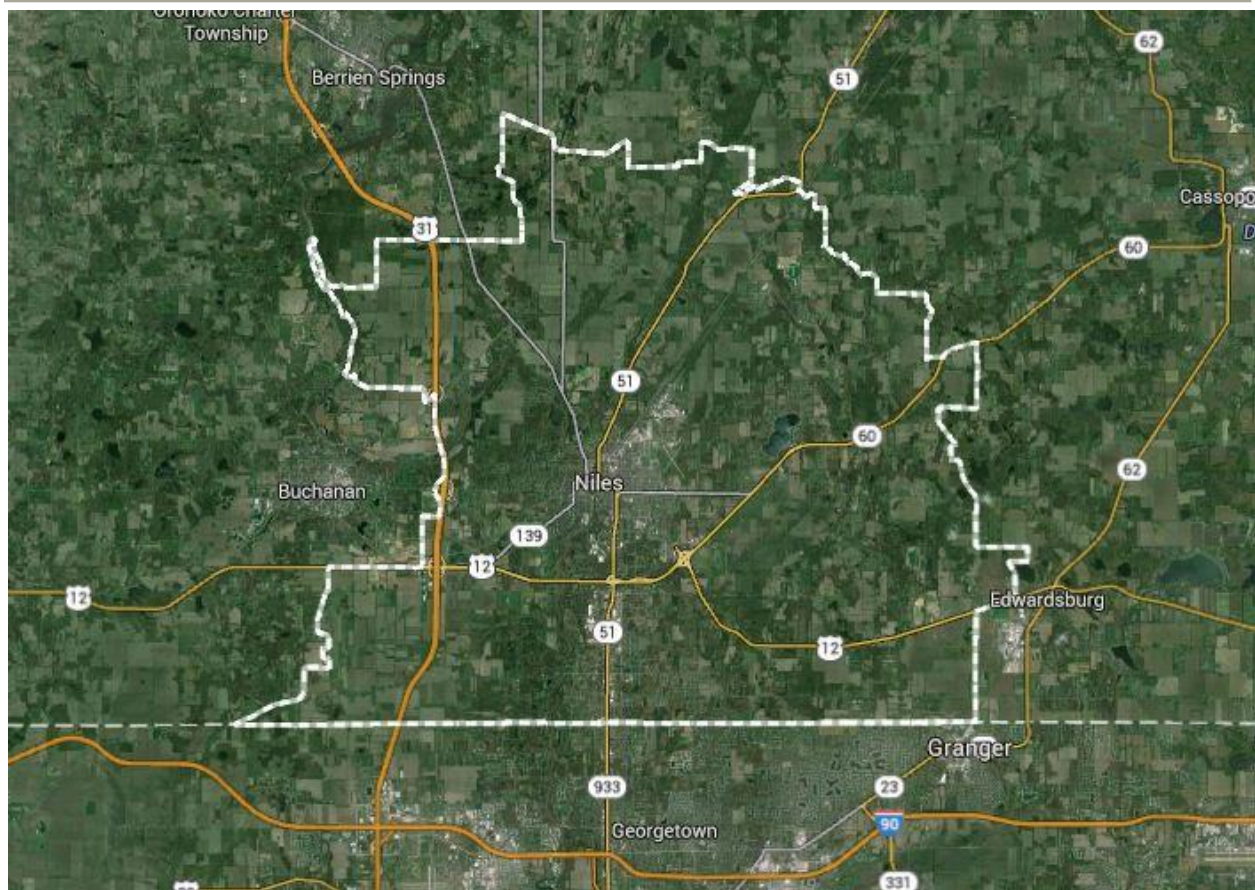 Oronoko Charter
Township
62
51
Berrien Springs
Cassopo
31
60
51
60
62
Buchanan
Niles
139
12
12
Edwardsburg
51
12
Granger
933
23
90
Georgetown
331